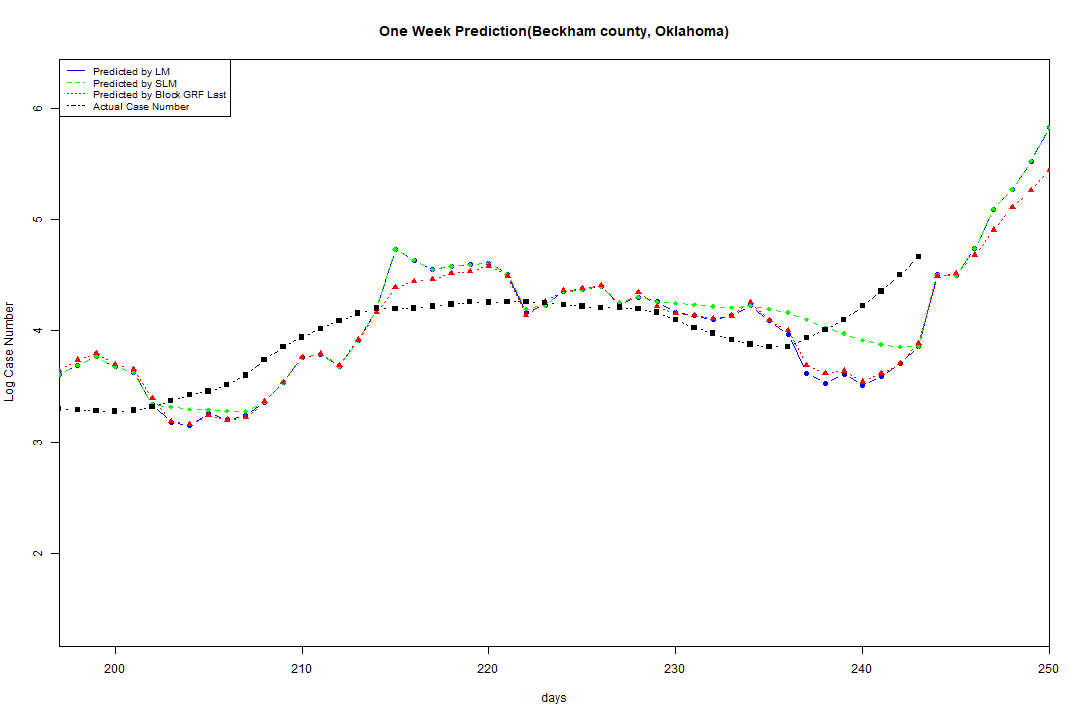 One Week Prediction(Beckham county, Oklahoma)
Predicted by LM
Predicted by SLM
Predicted by Block GRF Last
Actual Case Number
6
5
4
3
2
Log Case Number
200 210 220 230 240 250
days